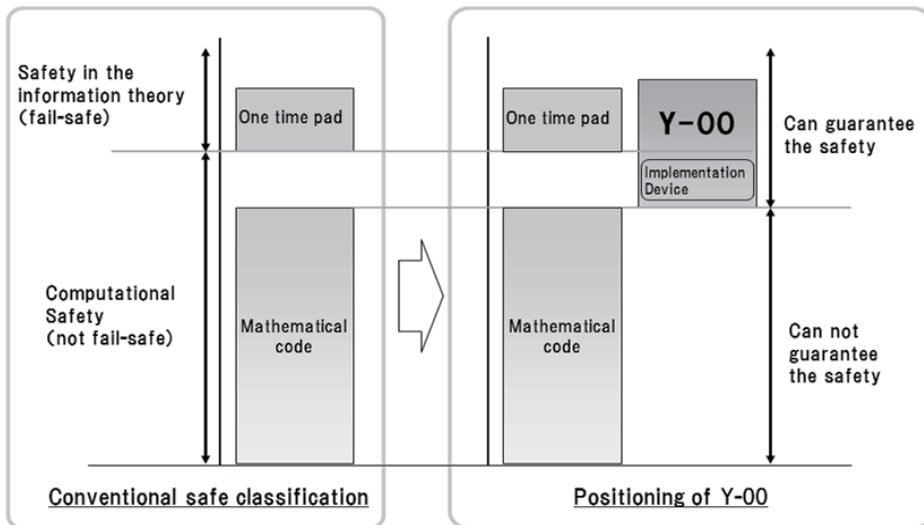 Safety in the
information theory
(fail-safe)
One time pad
Computational
Safety
(not fail-safe)
Mathematical
code
Conventional safe classification
One time pad
Y-00
Implementation
Device
Can guarantee
the safety
Mathematical
code
Can not
guarantee
the safety
Positioning of Y-00